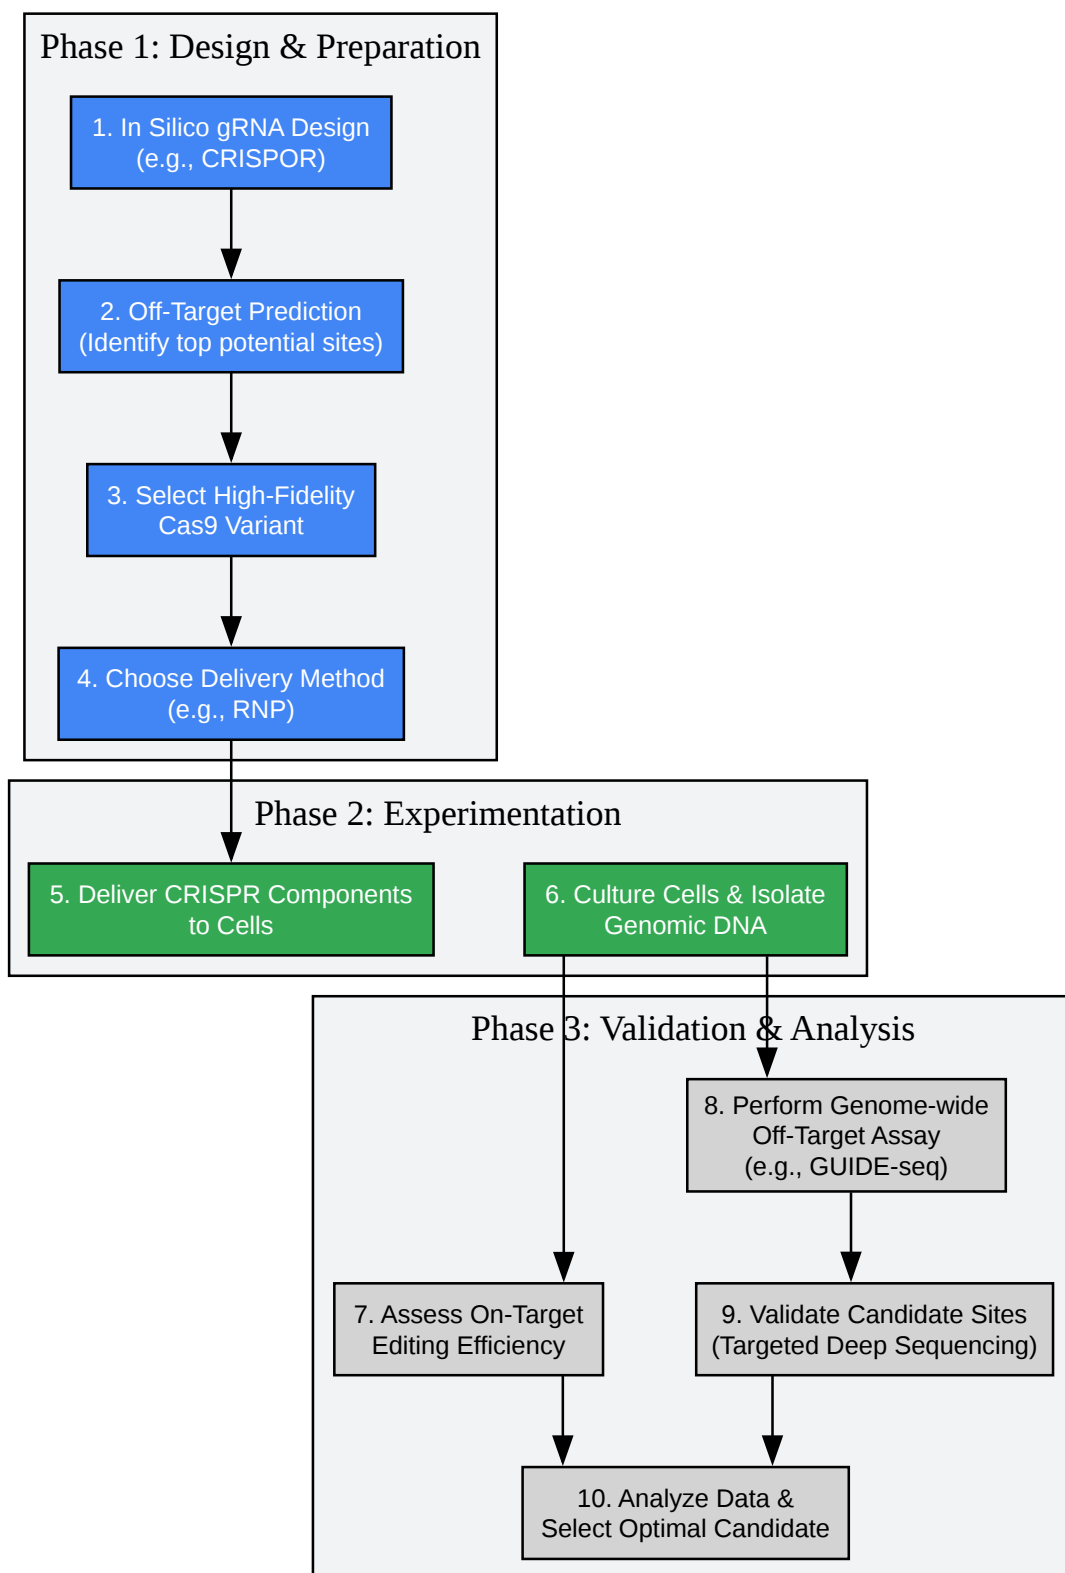 Phase 1: Design & Preparation
1. In Silico gRNA Design
(e.g., CRISPOR)
2. Off-Target Prediction
(Identify top potential sites)
3. Select High-Fidelity
Cas9 Variant
4. Choose Delivery Method
(e.g., RNP)
Phase 2: Experimentation
5. Deliver CRISPR Components
to Cells
6. Culture Cells & Isolate
Genomic DNA
Phase 3: Validation & Analysis
8. Perform Genome-wide
Off-Target Assay
(e.g., GUIDE-seq)
7. Assess On-Target
Editing Efficiency
9. Validate Candidate Sites
(Targeted Deep Sequencing)
10. Analyze Data &
Select Optimal Candidate